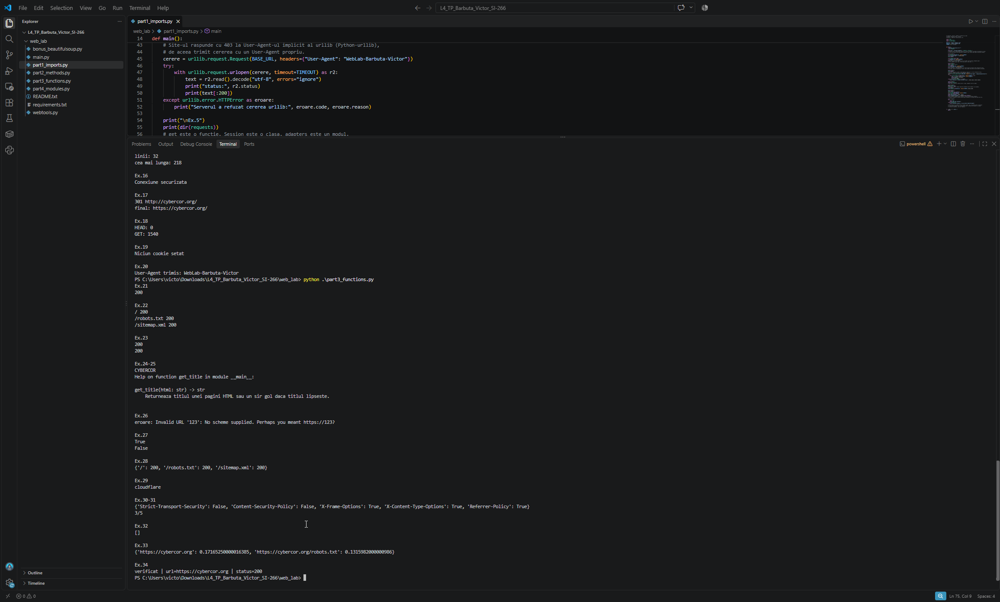 File Edit Selection View Go Run Terminal Help
L4_TP_Barbuta_Victor_SI-266
Explorer
L4_TP_Barbuta_Victor_SI-266
web_lab
bonus_beautifulsoup.py
main.py
part1_imports.py
part2_methods.py
part3_functions.py
part4_modules.py
README.txt
requirements.txt
webtools.py
Outline
Timeline
part1_imports.py
web_lab > part1_imports.py > main
14 def main():
43 # Site-ul raspunde cu 403 la User-Agent-ul implicit al urllib (Python-urllib),
44 # de aceea trimit cererea cu un User-Agent propriu.
45 cerere = urllib.request.Request(BASE_URL, headers={"User-Agent": "WebLab-Barbuta-Victor"})
46 try:
47 with urllib.request.urlopen(cerere, timeout=TIMEOUT) as r2:
48 text = r2.read().decode("utf-8", errors="ignore")
49 print("status:", r2.status)
50 print(text[:200])
51 except urllib.error.HTTPError as eroare:
52 print("Serverul a refuzat cererea urllib:", eroare.code, eroare.reason)
53
54 print("\nEx.5")
55 print(dir(requests))
56 # get este o functie, Session este o clasa, adapters este un modul.
Problems Output Debug Console Terminal Ports
powershell
linii: 32
cea mai lunga: 218
Ex.16
Conexiune securizata
Ex.17
301 http://cybercor.org/
final: https://cybercor.org/
Ex.18
HEAD: 0
GET: 1540
Ex.19
Niciun cookie setat
Ex.20
User-Agent trimis: WebLab-Barbuta-Victor
PS C:\Users\victo\Downloads\L4_TP_Barbuta_Victor_SI-266\web_lab> python .\part3_functions.py
Ex.21
200
Ex.22
/ 200
/robots.txt 200
/sitemap.xml 200
Ex.23
200
200
Ex.24-25
CYBERCOR
Help on function get_title in module __main__:
get_title(html: str) -> str
Returneaza titlul unei pagini HTML sau un sir gol daca titlul lipseste.
Ex.26
eroare: Invalid URL '123': No scheme supplied. Perhaps you meant https://123?
Ex.27
True
False
Ex.28
{'/': 200, '/robots.txt': 200, '/sitemap.xml': 200}
Ex.29
cloudflare
Ex.30-31
{'Strict-Transport-Security': False, 'Content-Security-Policy': False, 'X-Frame-Options': True, 'X-Content-Type-Options': True, 'Referrer-Policy': True}
3/5
Ex.32
[]
Ex.33
{'https://cybercor.org': 0.17165250000016385, 'https://cybercor.org/robots.txt': 0.1315982000000986}
Ex.34
verificat | url=https://cybercor.org | status=200
PS C:\Users\victo\Downloads\L4_TP_Barbuta_Victor_SI-266\web_lab>
0 0
Ln 75, Col 9 Spaces: 4